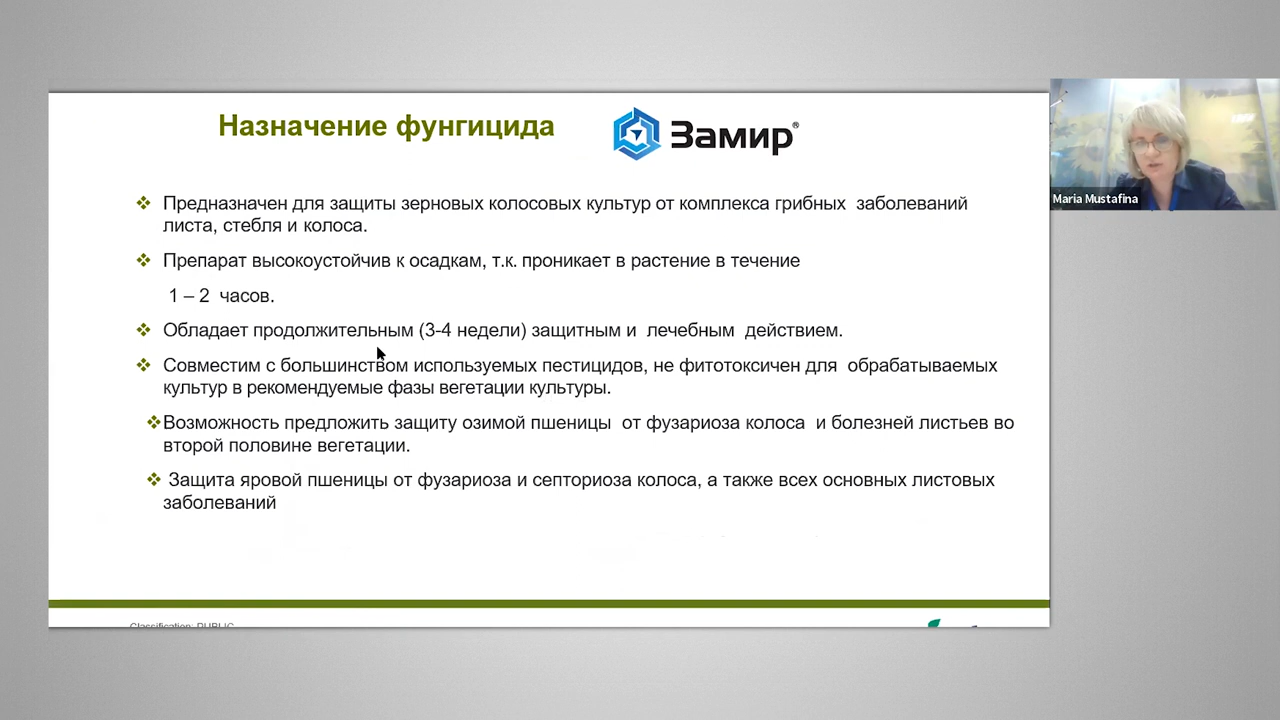 Назначение фунгицида
Замир®
Предназначен для защиты зерновых колосовых культур от комплекса грибных заболеваний
листа, стебля и колоса.
Препарат высокоустойчив к осадкам, т.к. проникает в растение в течение
1 – 2 часов.
Обладает продолжительным (3-4 недели) защитным и лечебным действием.
Совместим с большинством используемых пестицидов, не фитотоксичен для обрабатываемых
культур в рекомендуемые фазы вегетации культуры.
Возможность предложить защиту озимой пшеницы от фузариоза колоса и болезней листьев во
второй половине вегетации.
Защита яровой пшеницы от фузариоза и септориоза колоса, а также всех основных листовых
заболеваний
Classification: PUBLIC
Maria Mustafina